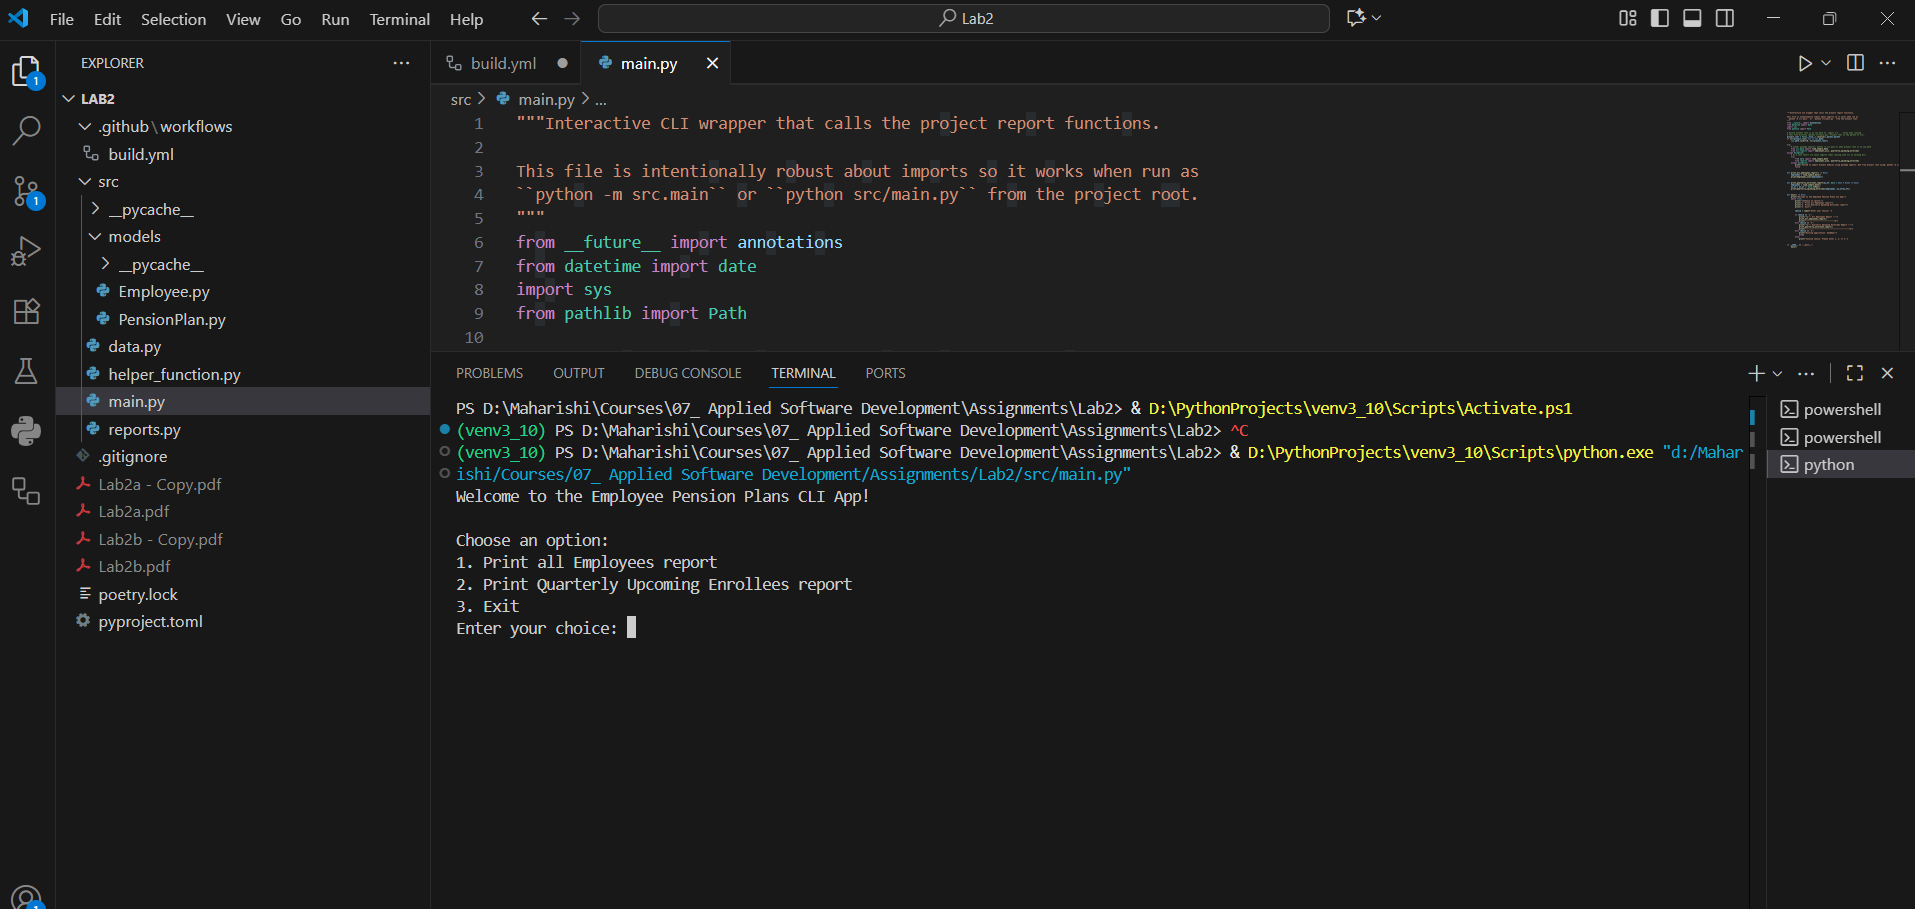 File Edit Selection View Go Run Terminal Help
Lab2
EXPLORER
LAB2
.github\workflows
build.yml
src
__pycache__
models
__pycache__
Employee.py
PensionPlan.py
data.py
helper_function.py
main.py
reports.py
.gitignore
Lab2a - Copy.pdf
Lab2a.pdf
Lab2b - Copy.pdf
Lab2b.pdf
poetry.lock
pyproject.toml
1
1
1
build.yml
main.py
src > main.py > ...
1 """Interactive CLI wrapper that calls the project report functions.
2
3 This file is intentionally robust about imports so it works when run as
4 ``python -m src.main`` or ``python src/main.py`` from the project root.
5 """
6 from __future__ import annotations
7 from datetime import date
8 import sys
9 from pathlib import Path
10
PROBLEMS OUTPUT DEBUG CONSOLE TERMINAL PORTS
PS D:\Maharishi\Courses\07_ Applied Software Development\Assignments\Lab2> & D:\PythonProjects\venv3_10\Scripts\Activate.ps1
(venv3_10) PS D:\Maharishi\Courses\07_ Applied Software Development\Assignments\Lab2> ^C
(venv3_10) PS D:\Maharishi\Courses\07_ Applied Software Development\Assignments\Lab2> & D:\PythonProjects\venv3_10\Scripts\python.exe "d:/Mahar
ishi/Courses/07_ Applied Software Development/Assignments/Lab2/src/main.py"
Welcome to the Employee Pension Plans CLI App!
Choose an option:
1. Print all Employees report
2. Print Quarterly Upcoming Enrollees report
3. Exit
Enter your choice:
powershell
powershell
python